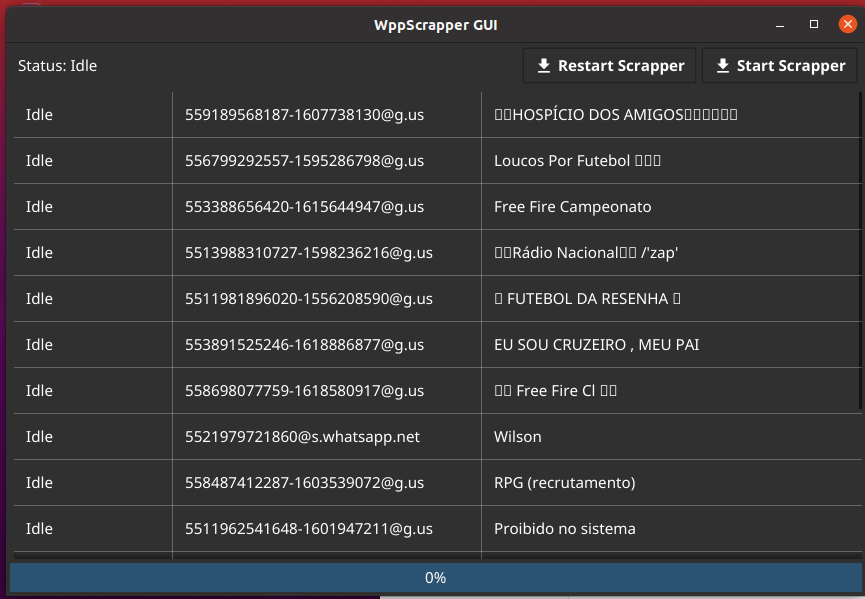 WppScrapper GUI
Status: Idle
Restart Scrapper
Start Scrapper
Idle 559189568187-1607738130@g.us ▯▯HOSPÍCIO DOS AMIGOS▯▯▯▯▯▯
Idle 556799292557-1595286798@g.us Loucos Por Futebol ▯▯▯
Idle 553388656420-1615644947@g.us Free Fire Campeonato
Idle 5513988310727-1598236216@g.us ▯▯Rádio Nacional▯▯ /'zap'
Idle 5511981896020-1556208590@g.us ▯ FUTEBOL DA RESENHA ▯
Idle 553891525246-1618886877@g.us EU SOU CRUZEIRO , MEU PAI
Idle 558698077759-1618580917@g.us ▯▯ Free Fire Cl ▯▯
Idle 5521979721860@s.whatsapp.net Wilson
Idle 558487412287-1603539072@g.us RPG (recrutamento)
Idle 5511962541648-1601947211@g.us Proibido no sistema
0%